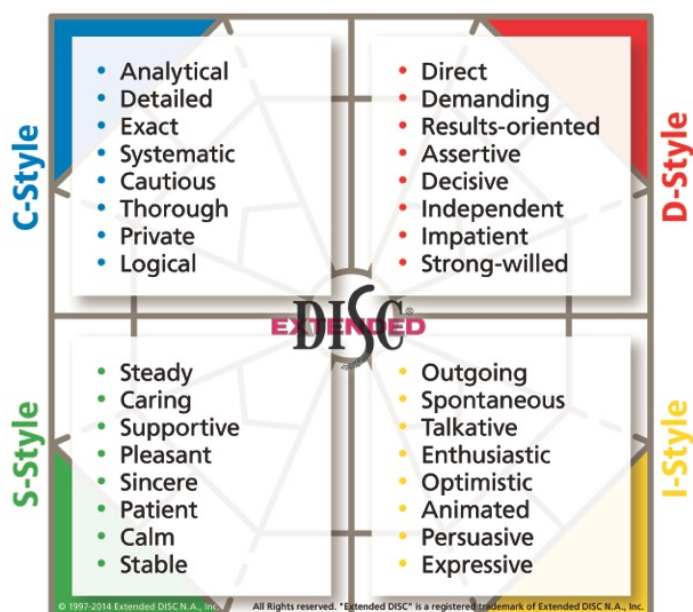 C-Style
• Analytical
• Detailed
• Exact
• Systematic
• Cautious
• Thorough
• Private
• Logical
D-Style
• Direct
• Demanding
• Results-oriented
• Assertive
• Decisive
• Independent
• Impatient
• Strong-willed
EXTENDED
DISC®
S-Style
• Steady
• Caring
• Supportive
• Pleasant
• Sincere
• Patient
• Calm
• Stable
I-Style
• Outgoing
• Spontaneous
• Talkative
• Enthusiastic
• Optimistic
• Animated
• Persuasive
• Expressive
© 1997-2014 Extended DISC N.A., Inc. All Rights reserved. "Extended DISC" is a registered trademark of Extended DISC N.A., Inc.